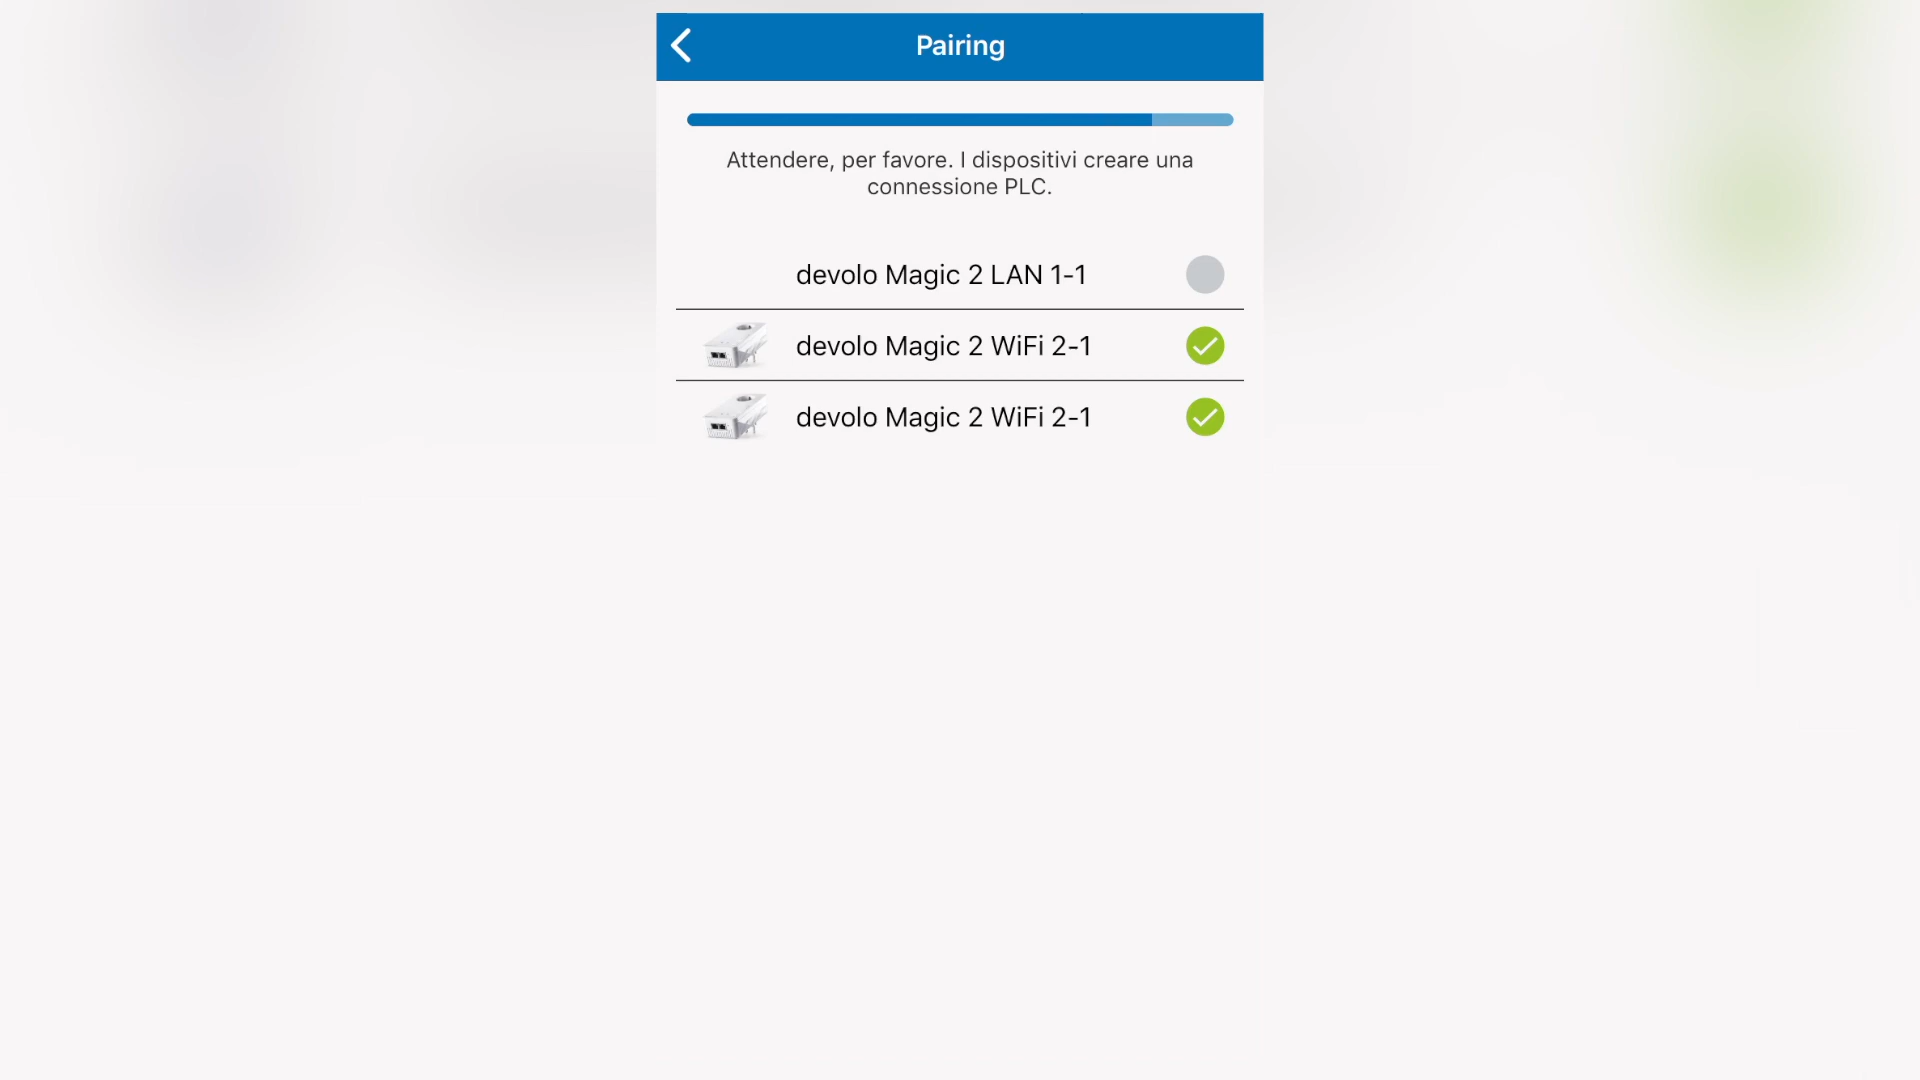 Pairing
Attendere, per favore. I dispositivi creare una
connessione PLC.
devolo Magic 2 LAN 1-1
devolo Magic 2 WiFi 2-1
devolo Magic 2 WiFi 2-1